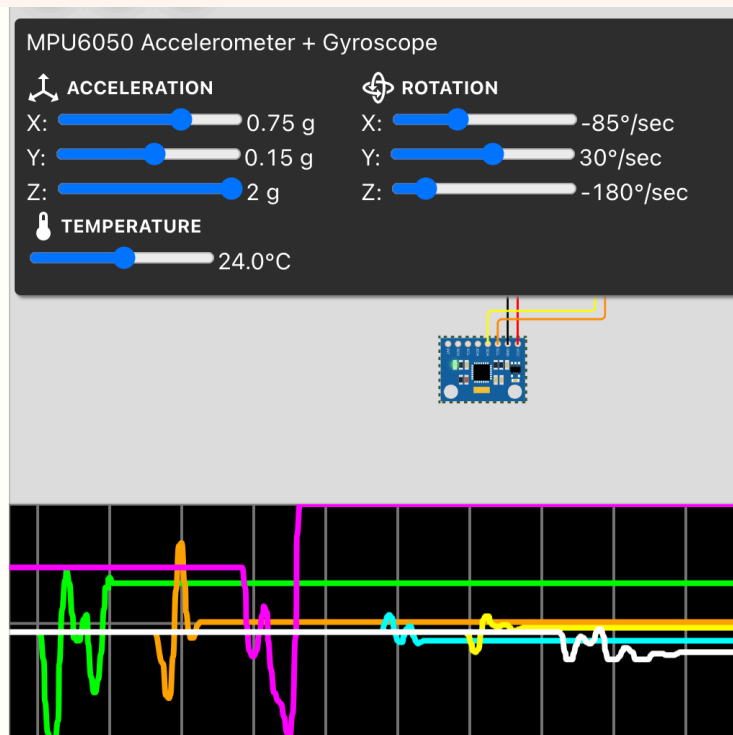 MPU6050 Accelerometer + Gyroscope
ACCELERATION
X: 0.75 g
Y: 0.15 g
Z: 2 g
ROTATION
X: -85°/sec
Y: 30°/sec
Z: -180°/sec
TEMPERATURE
24.0°C